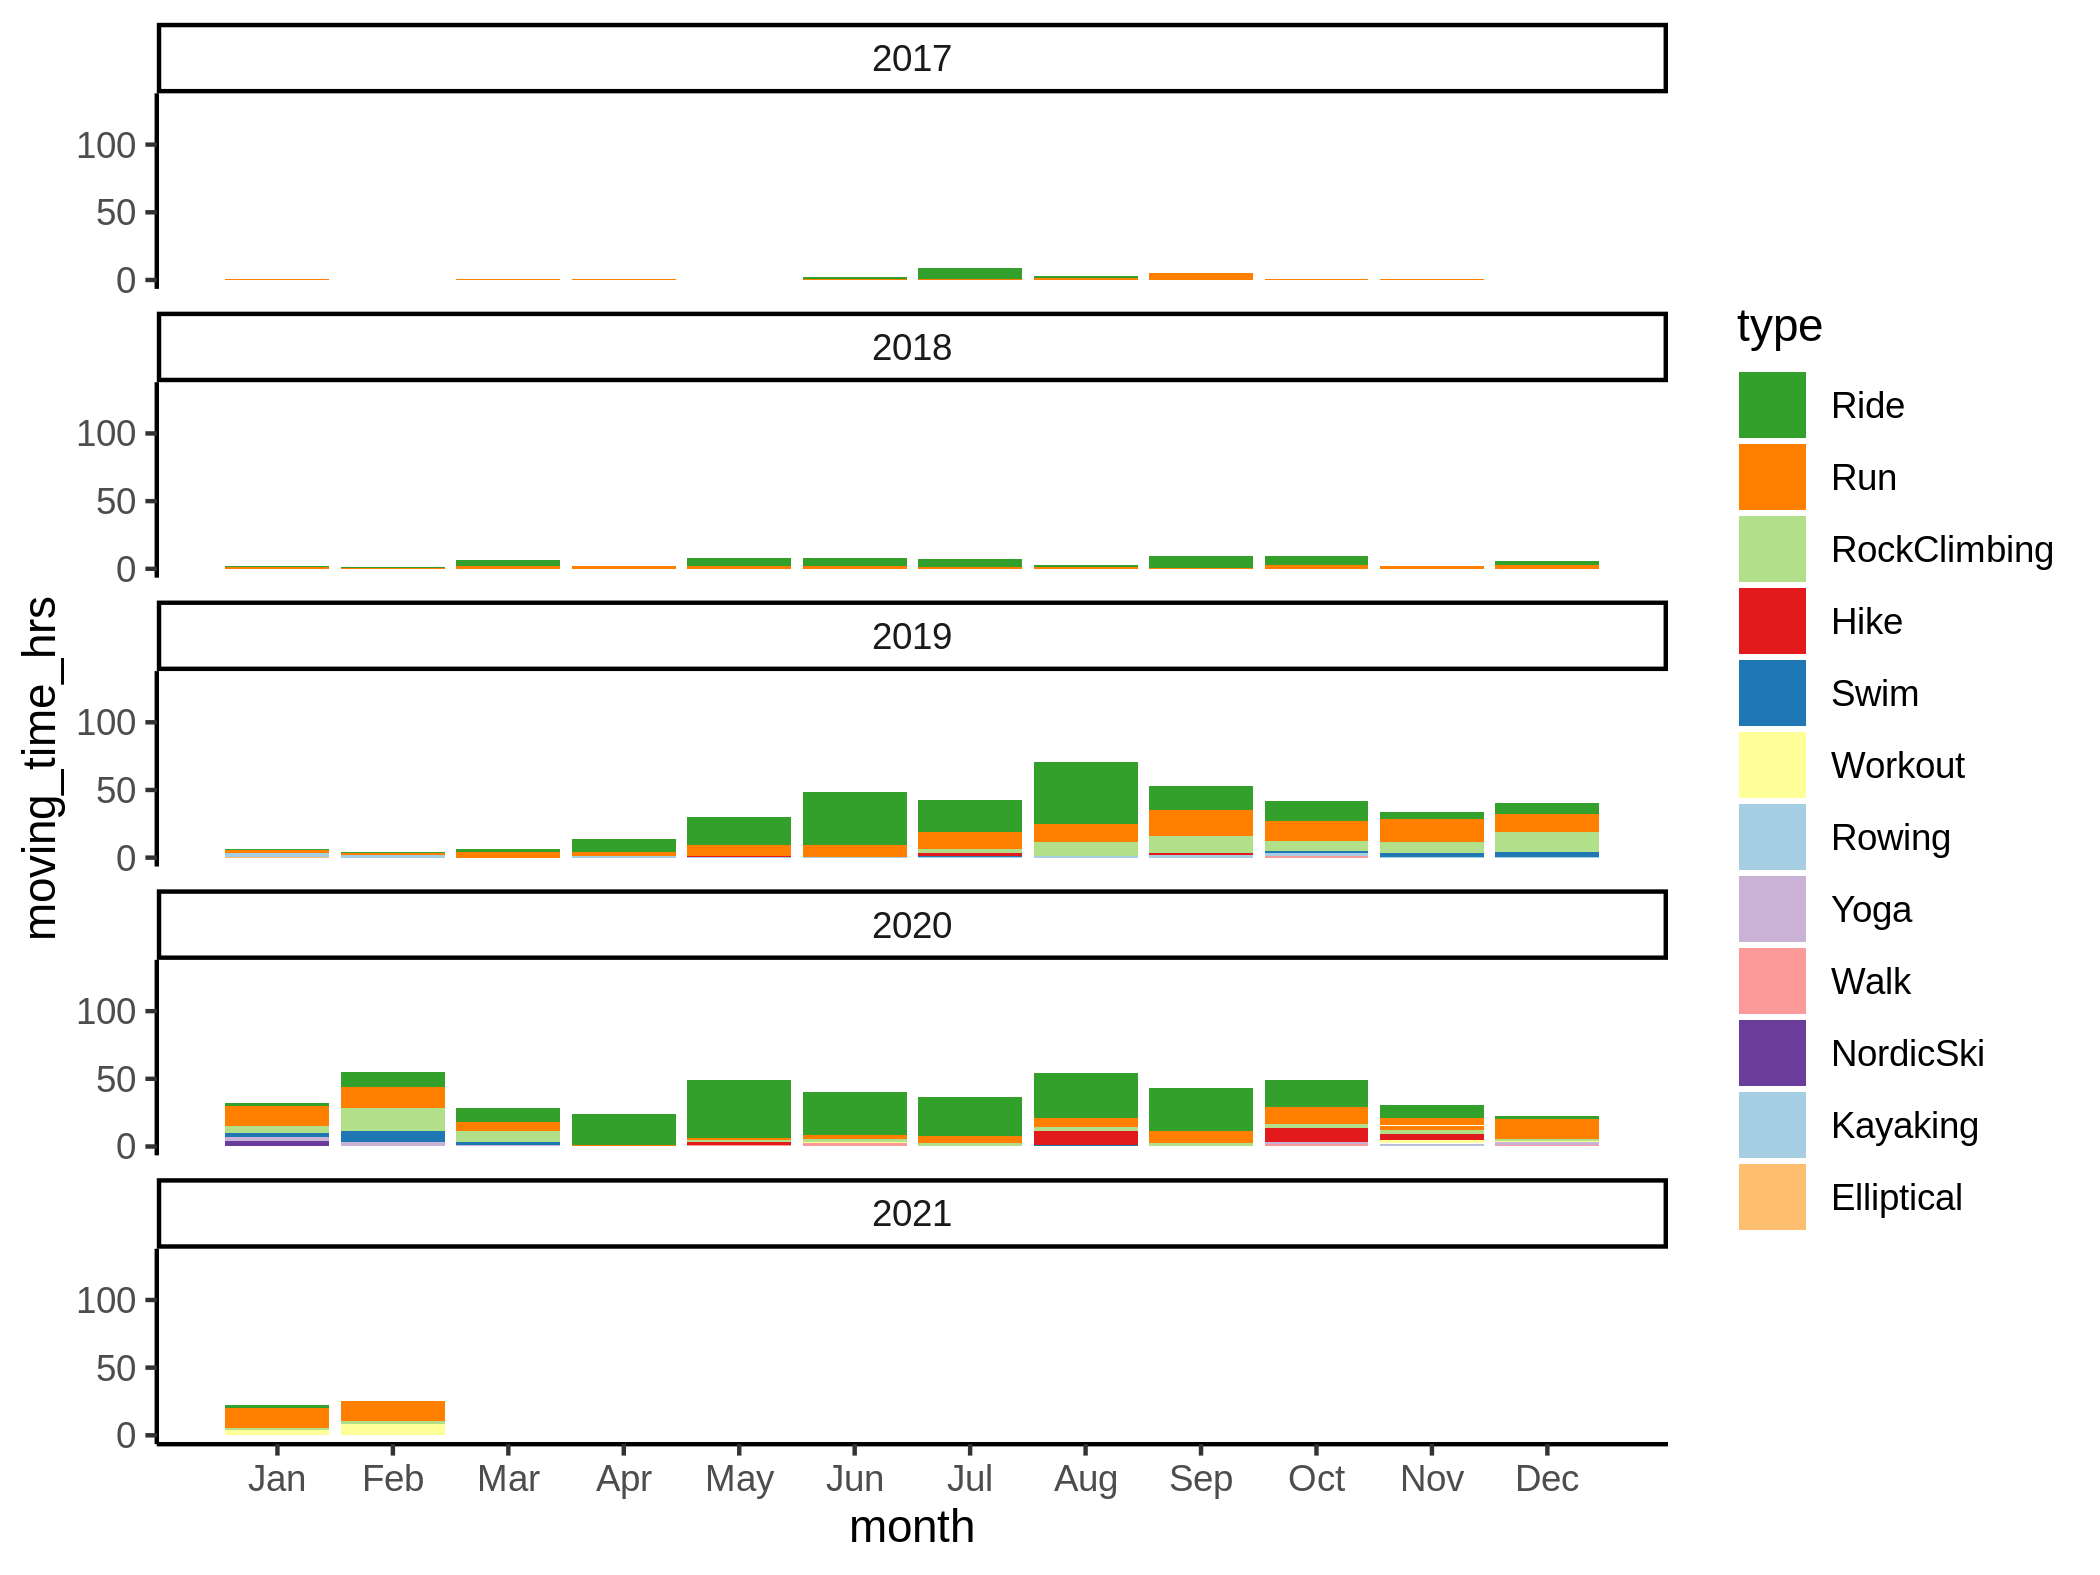 2017
100
50
0
2018
100
50
0
2019
100
50
0
2020
100
50
0
2021
100
50
0
Jan Feb Mar Apr May Jun Jul Aug Sep Oct Nov Dec
month
moving_time_hrs
type
Ride
Run
RockClimbing
Hike
Swim
Workout
Rowing
Yoga
Walk
NordicSki
Kayaking
Elliptical